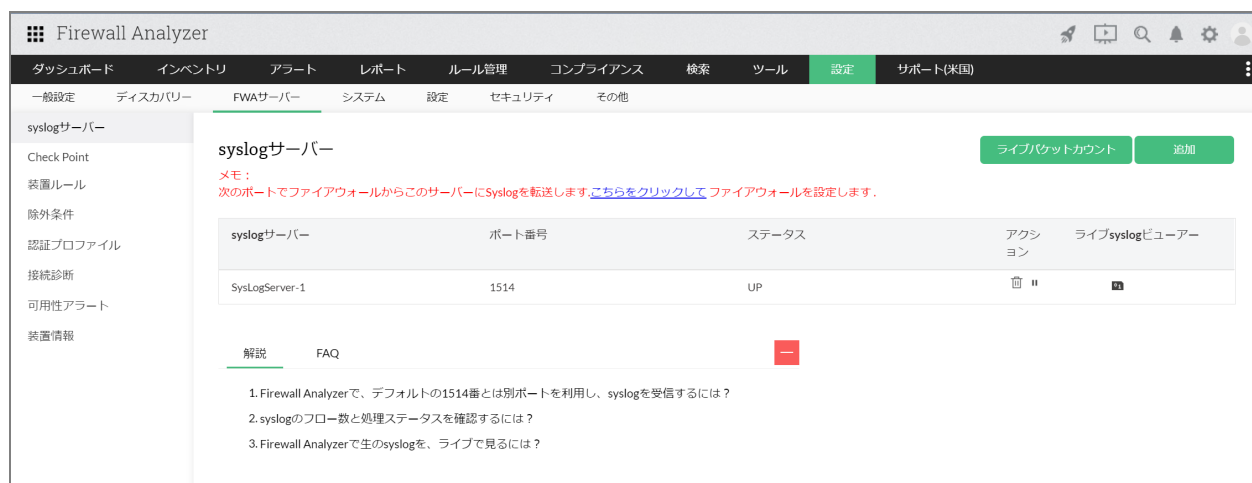 Firewall Analyzer
ダッシュボード インベントリ アラート レポート ルール管理 コンプライアンス 検索 ツール 設定 サポート(米国)
一般設定 ディスカバリー FWAサーバー システム 設定 セキュリティ その他
syslogサーバー
Check Point
装置ルール
除外条件
認証プロファイル
接続診断
可用性アラート
装置情報
syslogサーバー
ライブパケットカウント 追加
メモ：
次のポートでファイアウォールからこのサーバーにSyslogを転送します.こちらをクリックして ファイアウォールを設定します.
syslogサーバー ポート番号 ステータス アクシ ライブsyslogビューアー
ョン
SysLogServer-1 1514 UP
解説 FAQ
1. Firewall Analyzerで、デフォルトの1514番とは別ポートを利用し、syslogを受信するには？
2. syslogのフロー数と処理ステータスを確認するには？
3. Firewall Analyzerで生のsyslogを、ライブで見るには？